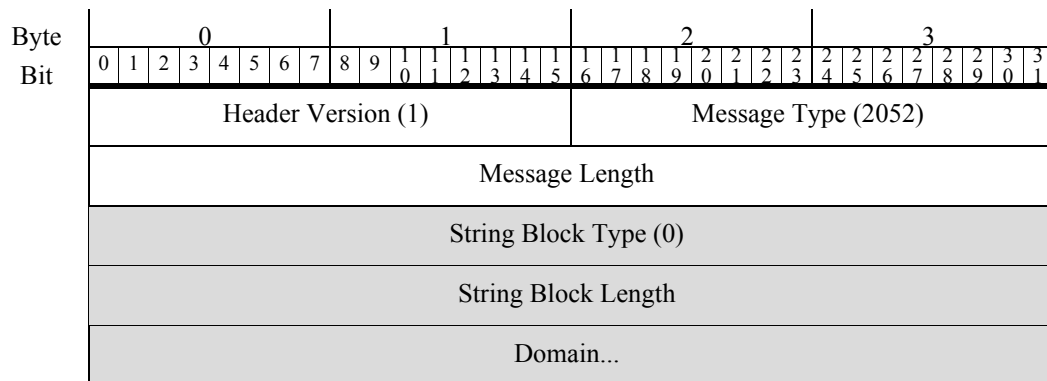 Byte 0 1 2 3
Bit 0 1 2 3 4 5 6 7 8 9 10 11 12 13 14 15 16 17 18 19 20 21 22 23 24 25 26 27 28 29 30 31
Header Version (1) Message Type (2052)
Message Length
String Block Type (0)
String Block Length
Domain...